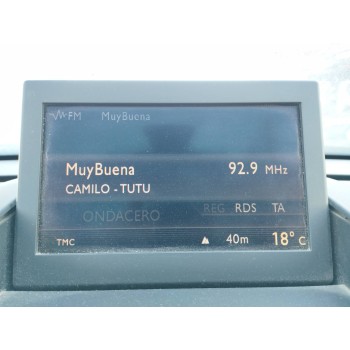 FM MuyBuena
MuyBuena 92.9 MHz
CAMILO - TUTU
ONDACERO REG RDS TA
TMC 40m 18° C